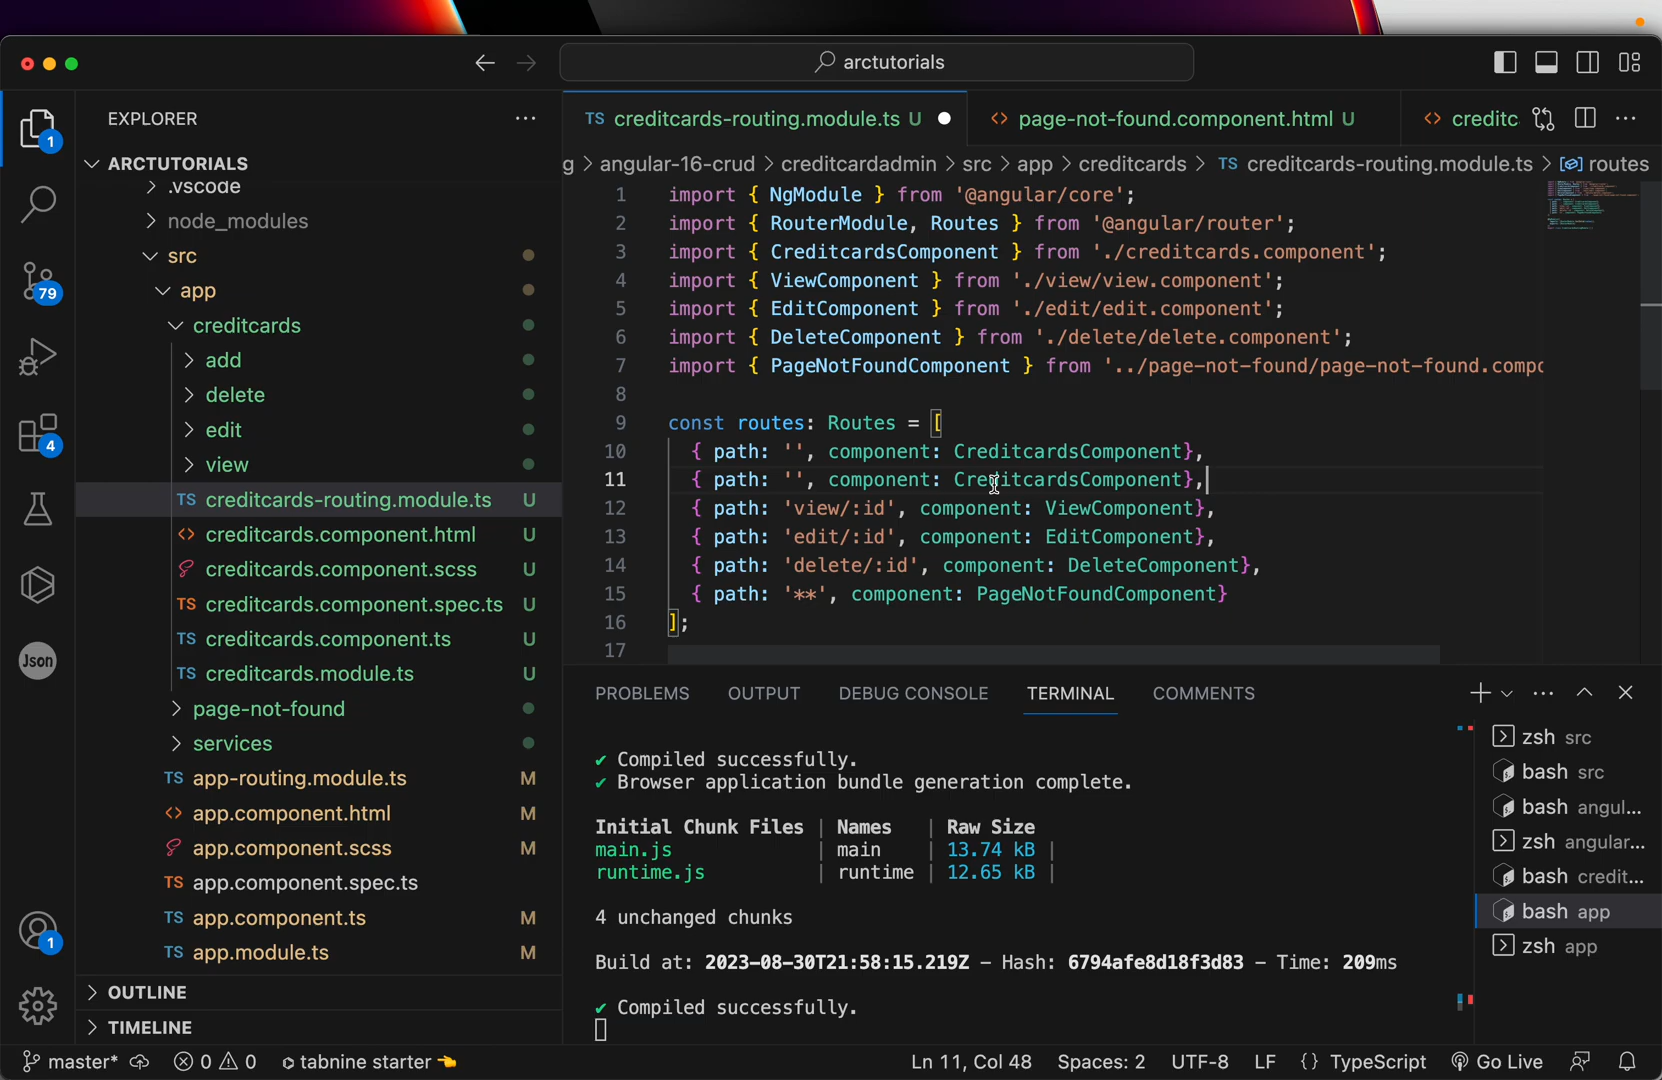 arctutorials
EXPLORER
ARCTUTORIALS
.vscode
node_modules
src
app
creditcards
add
delete
edit
view
TS creditcards-routing.module.ts U
<> creditcards.component.html U
creditcards.component.scss U
TS creditcards.component.spec.ts U
TS creditcards.component.ts U
TS creditcards.module.ts U
page-not-found
services
TS app-routing.module.ts M
<> app.component.html M
app.component.scss M
TS app.component.spec.ts
TS app.component.ts M
TS app.module.ts M
OUTLINE
TIMELINE
1
79
4
Json
1
TS creditcards-routing.module.ts U
<> page-not-found.component.html U
<> creditc
g > angular-16-crud > creditcardadmin > src > app > creditcards > TS creditcards-routing.module.ts > routes
1 import { NgModule } from '@angular/core';
2 import { RouterModule, Routes } from '@angular/router';
3 import { CreditcardsComponent } from './creditcards.component';
4 import { ViewComponent } from './view/view.component';
5 import { EditComponent } from './edit/edit.component';
6 import { DeleteComponent } from './delete/delete.component';
7 import { PageNotFoundComponent } from '../page-not-found/page-not-found.compo
8
9 const routes: Routes = [
10 { path: '', component: CreditcardsComponent},
11 { path: '', component: CreditcardsComponent},
12 { path: 'view/:id', component: ViewComponent},
13 { path: 'edit/:id', component: EditComponent},
14 { path: 'delete/:id', component: DeleteComponent},
15 { path: '**', component: PageNotFoundComponent}
16 ];
17
PROBLEMS OUTPUT DEBUG CONSOLE TERMINAL COMMENTS
✔ Compiled successfully.
✔ Browser application bundle generation complete.
Initial Chunk Files | Names | Raw Size
main.js | main | 13.74 kB |
runtime.js | runtime | 12.65 kB |
4 unchanged chunks
Build at: 2023-08-30T21:58:15.219Z - Hash: 6794afe8d18f3d83 - Time: 209ms
✔ Compiled successfully.
zsh src
bash src
bash angul...
zsh angular...
bash credit...
bash app
zsh app
master* 0 0 tabnine starter Ln 11, Col 48 Spaces: 2 UTF-8 LF {} TypeScript Go Live